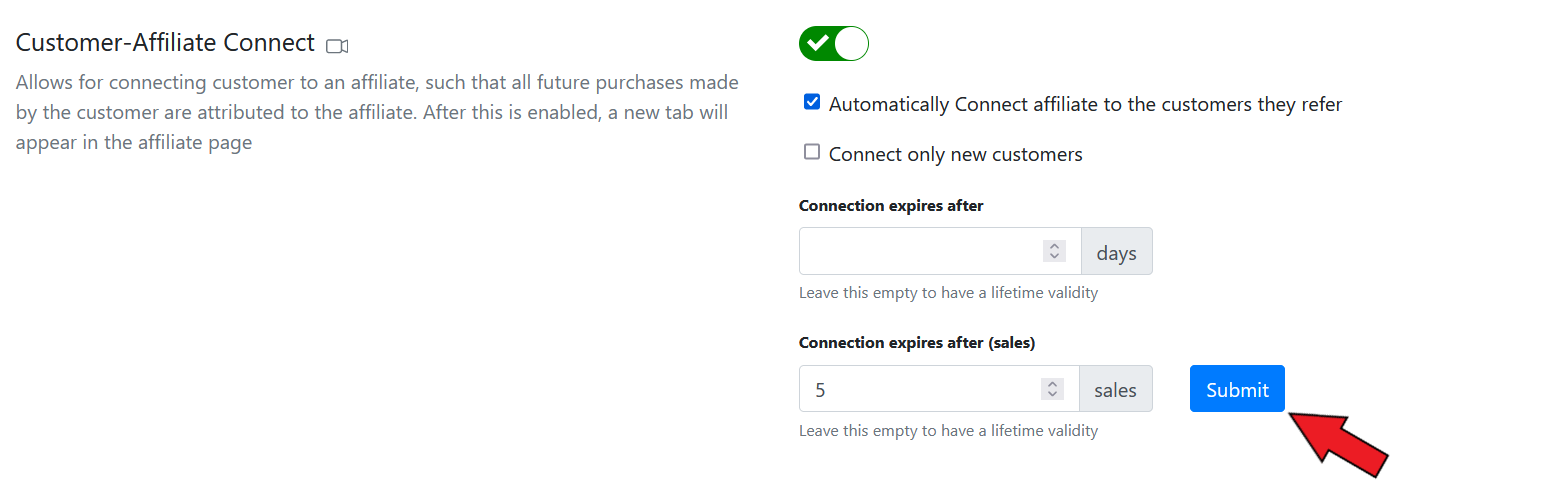 Customer-Affiliate Connect
Allows for connecting customer to an affiliate, such that all future purchases made
by the customer are attributed to the affiliate. After this is enabled, a new tab will
appear in the affiliate page
Automatically Connect affiliate to the customers they refer
Connect only new customers
Connection expires after
days
Leave this empty to have a lifetime validity
Connection expires after (sales)
5 sales Submit
Leave this empty to have a lifetime validity